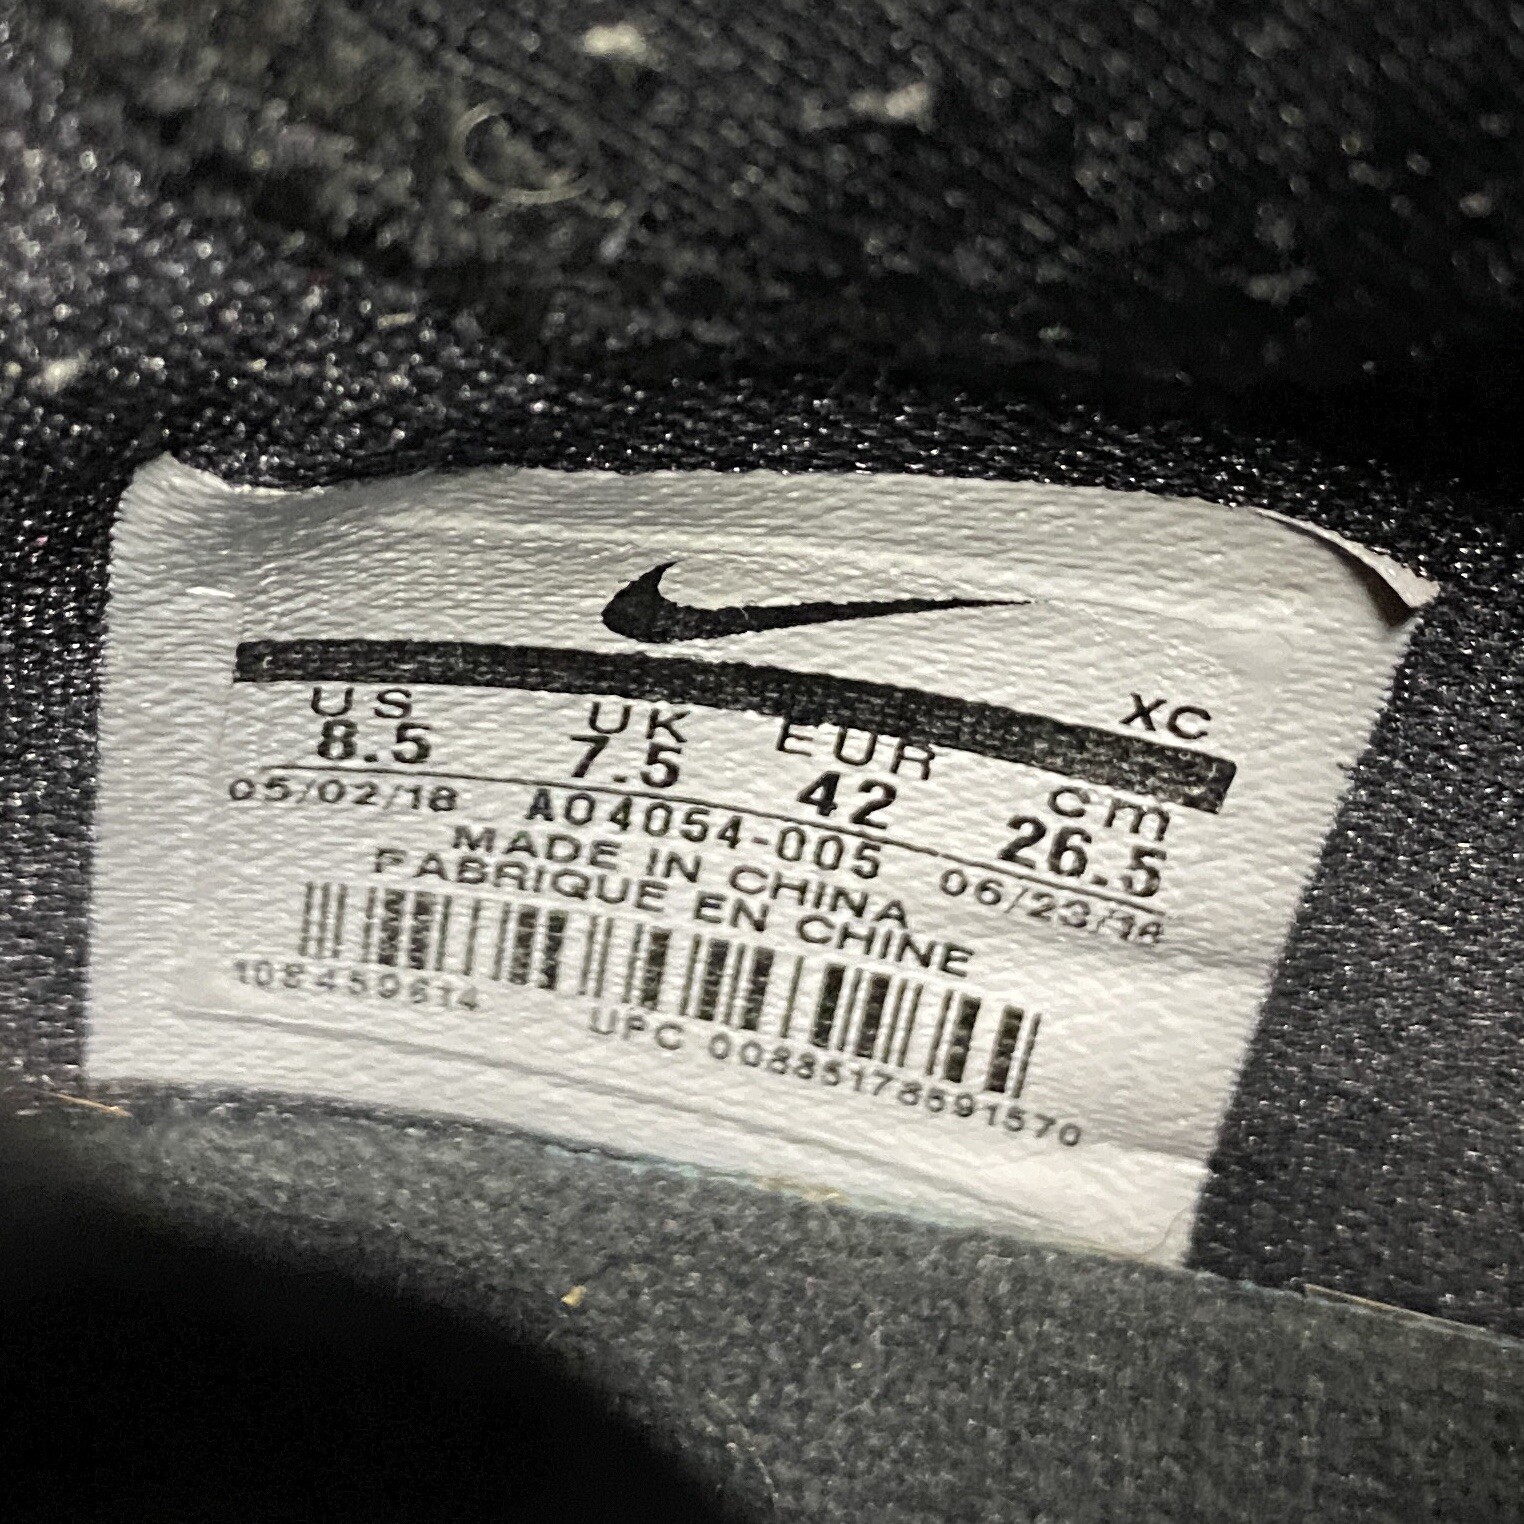 XC
US UK EUR cm
8.5 7.5 42 26.5
05/02/18 AO4054-005 06/23/18
MADE IN CHINA
FABRIQUE EN CHINE
108459614
UPC 00885178591570